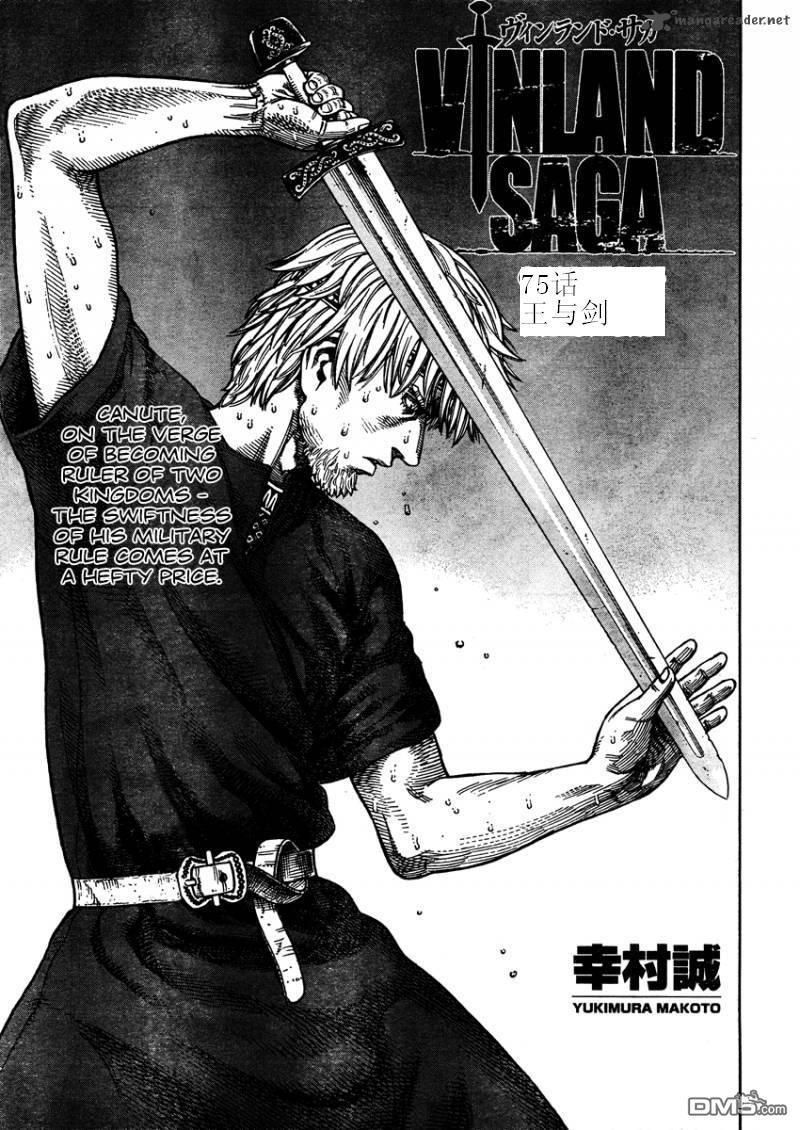 mangareader.net
ヴィンランド・サガ
VINLAND
SAGA
75话
王与剑
CANUTE,
ON THE VERGE
OF BECOMING
RULER OF TWO
KINGDOMS –
THE SWIFTNESS
OF HIS MILITARY
RULE COMES AT
A HEFTY PRICE.
幸村誠
YUKIMURA MAKOTO
DM5.com